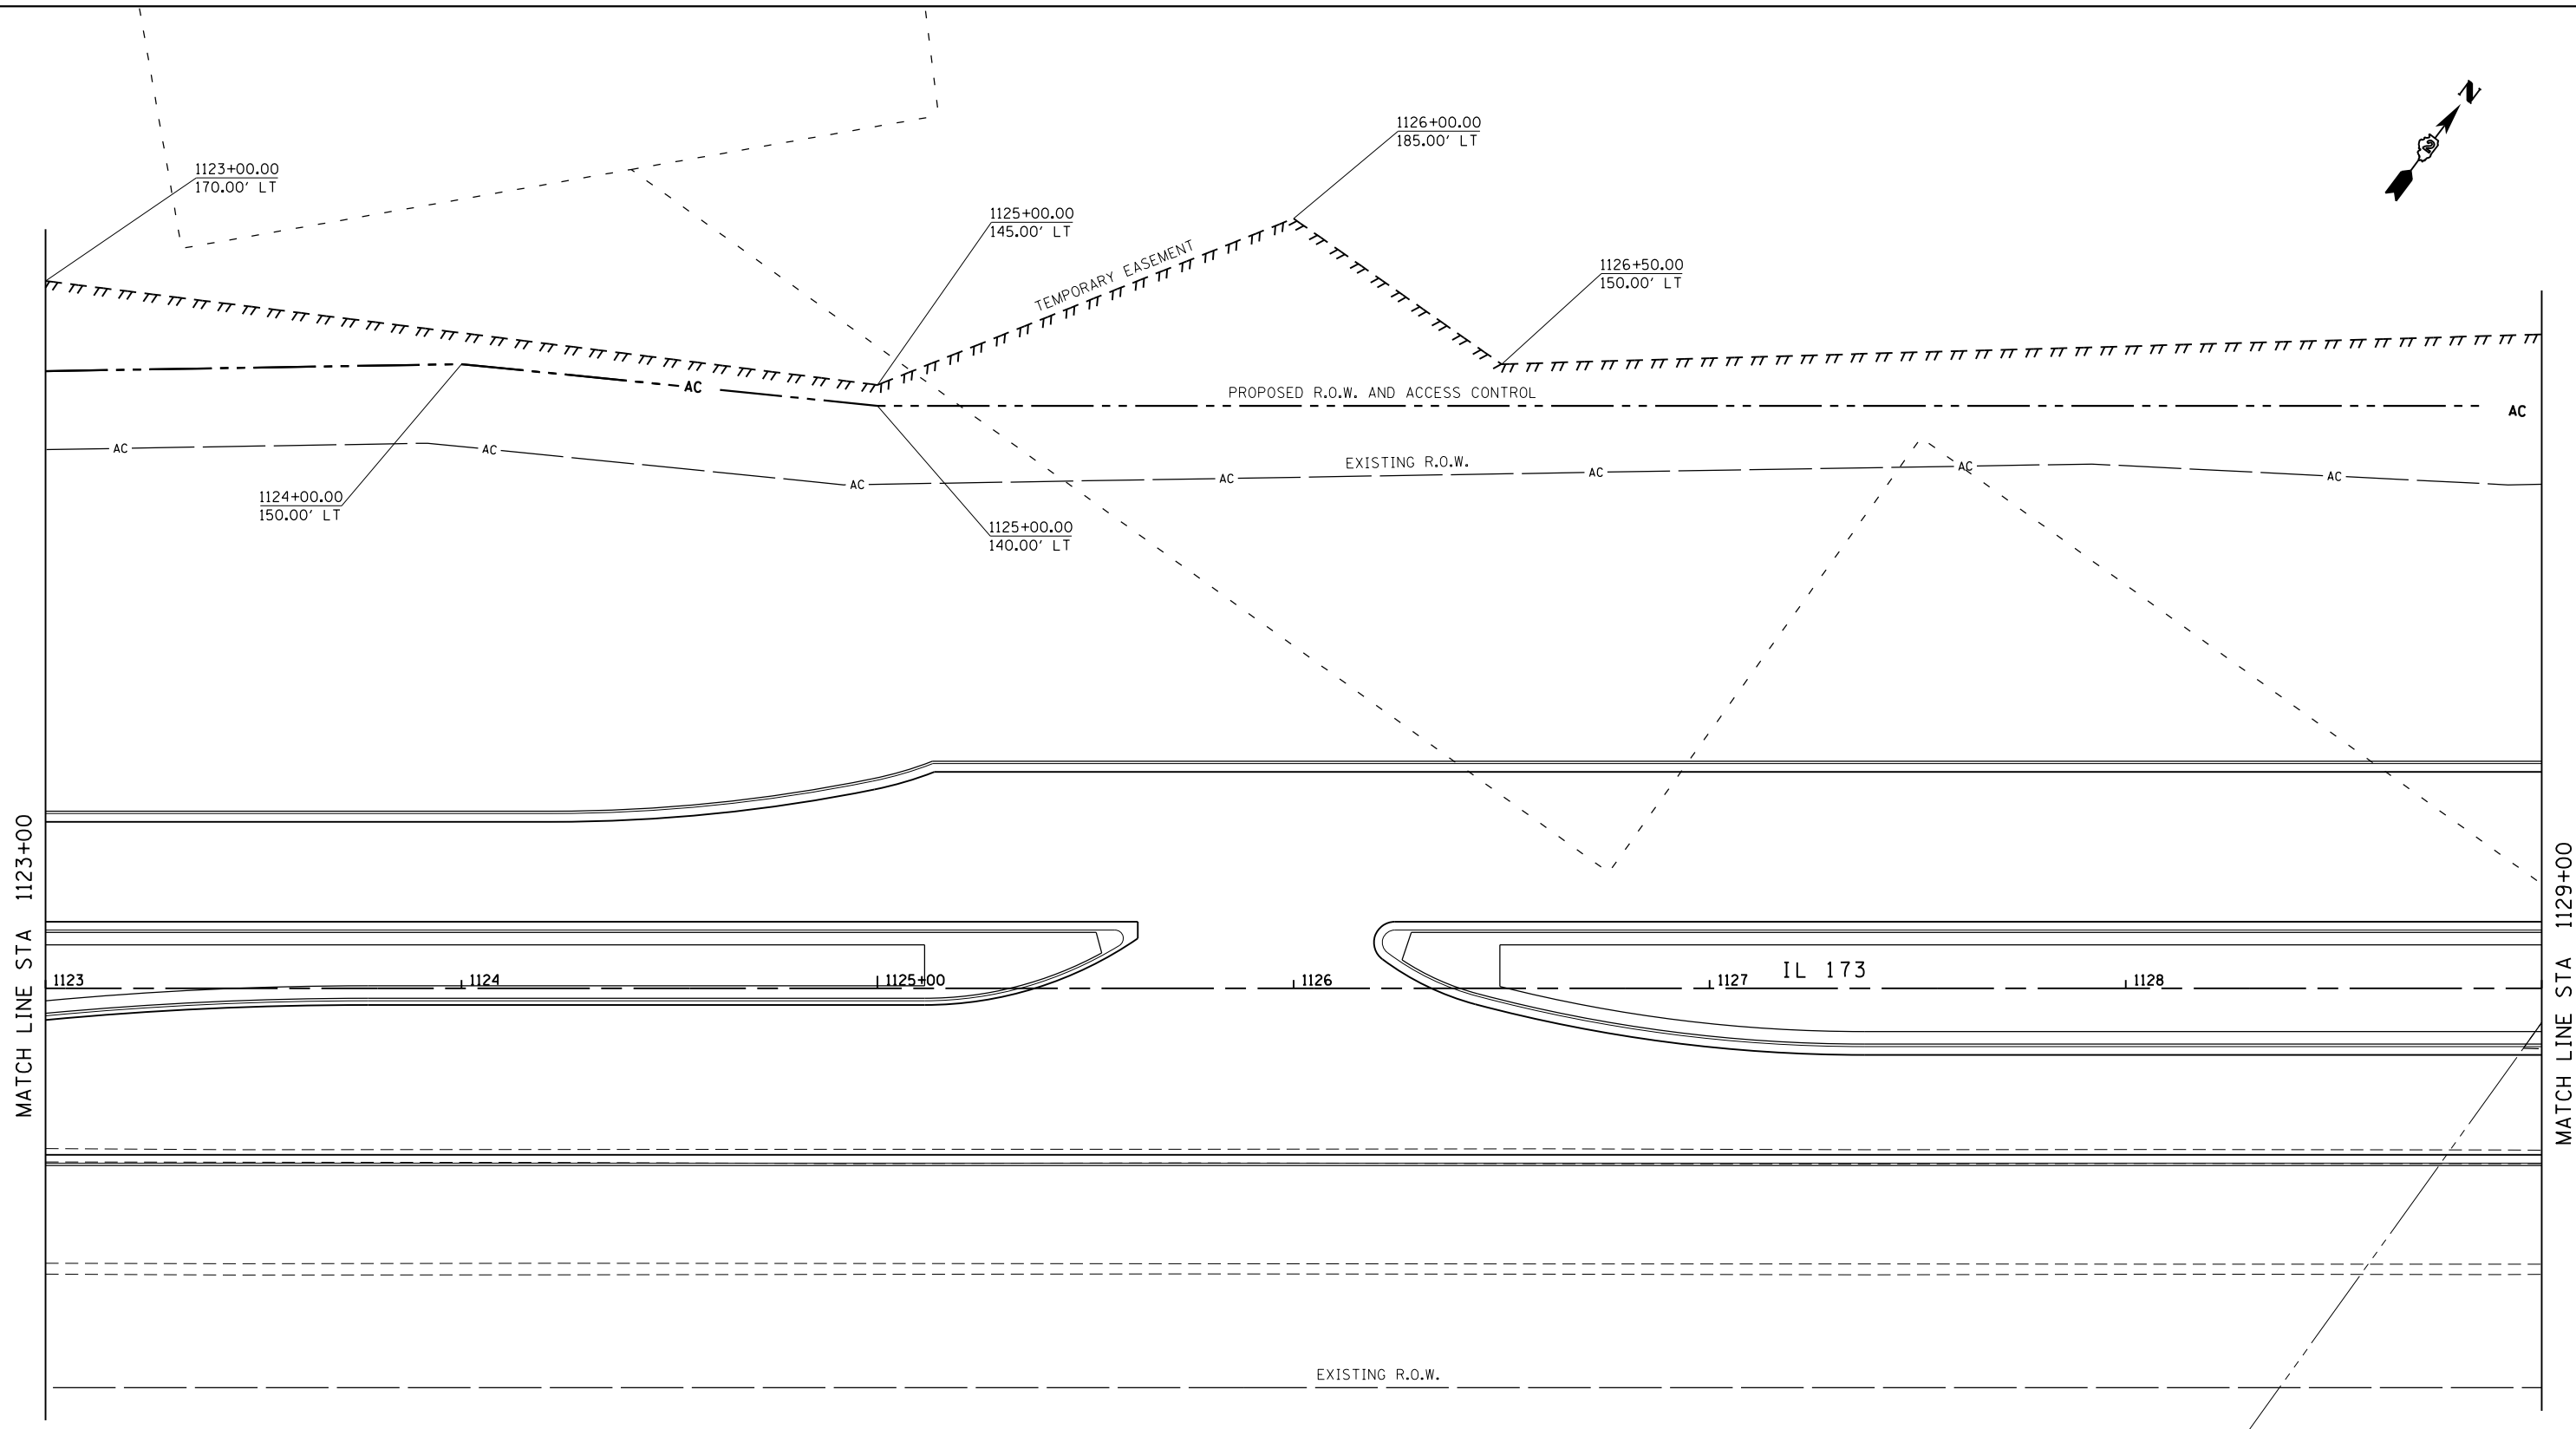 N
2
1126+00.00
185.00' LT
1123+00.00
170.00' LT
1125+00.00
145.00' LT
TEMPORARY EASEMENT
1126+50.00
150.00' LT
AC
PROPOSED R.O.W. AND ACCESS CONTROL
AC
AC
AC
AC
AC
EXISTING R.O.W.
AC
AC
AC
1124+00.00
150.00' LT
1125+00.00
140.00' LT
MATCH LINE STA 1123+00
MATCH LINE STA 1129+00
IL 173
1123
1124
1125+00
1126
1127
1128
EXISTING R.O.W.